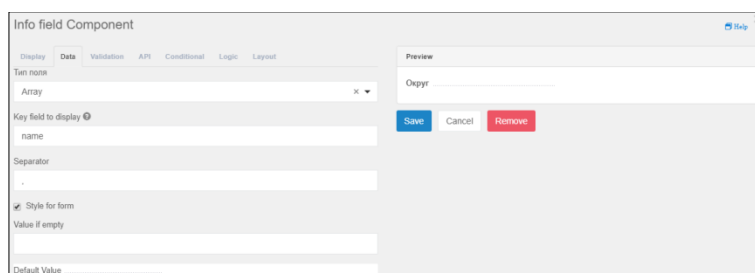 Info field Component
Help
Display Data Validation API Conditional Logic Layout
Тип поля
Array
Key field to display
name
Separator
,
Style for form
Value if empty
Default Value
Preview
Округ
Save Cancel Remove